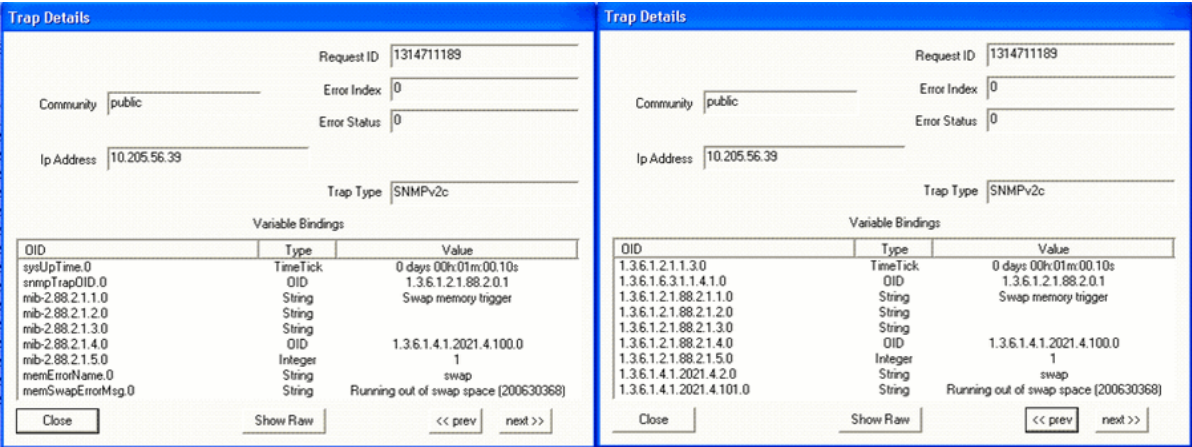 Trap Details
Request ID 1314711189
Community public
Error Index 0
Error Status 0
Ip Address 10.205.56.39
Trap Type SNMPv2c
Variable Bindings
OID Type Value
sysUpTime.0 TimeTick 0 days 00h:01m:00.10s
snmpTrapOID.0 OID 1.3.6.1.2.1.88.2.0.1
mib-2.88.2.1.1.0 String Swap memory trigger
mib-2.88.2.1.2.0 String
mib-2.88.2.1.3.0 String
mib-2.88.2.1.4.0 OID 1.3.6.1.4.1.2021.4.100.0
mib-2.88.2.1.5.0 Integer 1
memErrorName.0 String swap
memSwapErrorMsg.0 String Running out of swap space (200630368)
Close Show Raw << prev next >>
Trap Details
Request ID 1314711189
Community public
Error Index 0
Error Status 0
Ip Address 10.205.56.39
Trap Type SNMPv2c
Variable Bindings
OID Type Value
1.3.6.1.2.1.1.3.0 TimeTick 0 days 00h:01m:00.10s
1.3.6.1.6.3.1.1.4.1.0 OID 1.3.6.1.2.1.88.2.0.1
1.3.6.1.2.1.88.2.1.1.0 String Swap memory trigger
1.3.6.1.2.1.88.2.1.2.0 String
1.3.6.1.2.1.88.2.1.3.0 String
1.3.6.1.2.1.88.2.1.4.0 OID 1.3.6.1.4.1.2021.4.100.0
1.3.6.1.2.1.88.2.1.5.0 Integer 1
1.3.6.1.4.1.2021.4.2.0 String swap
1.3.6.1.4.1.2021.4.101.0 String Running out of swap space (200630368)
Close Show Raw << prev next >>